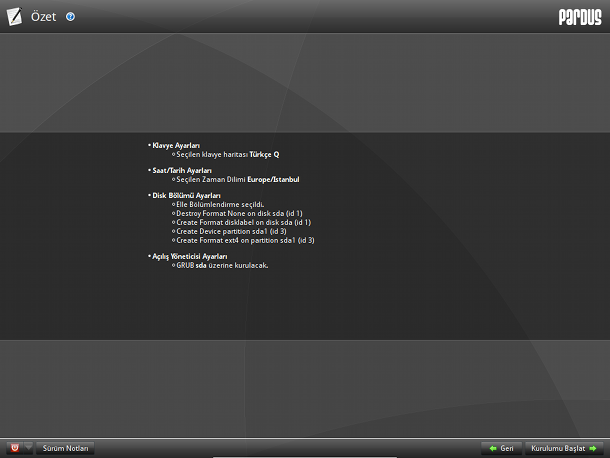 Özet
PARDUS
• Klavye Ayarları
Seçilen klavye haritası Türkçe Q
• Saat/Tarih Ayarları
Seçilen Zaman Dilimi Europe/Istanbul
• Disk Bölümü Ayarları
Elle Bölümlendirme seçildi.
Destroy Format None on disk sda (id 1)
Create Format disklabel on disk sda (id 1)
Create Device partition sda1 (id 3)
Create Format ext4 on partition sda1 (id 3)
• Açılış Yöneticisi Ayarları
GRUB sda üzerine kurulacak.
Sürüm Notları
Geri
Kurulumu Başlat